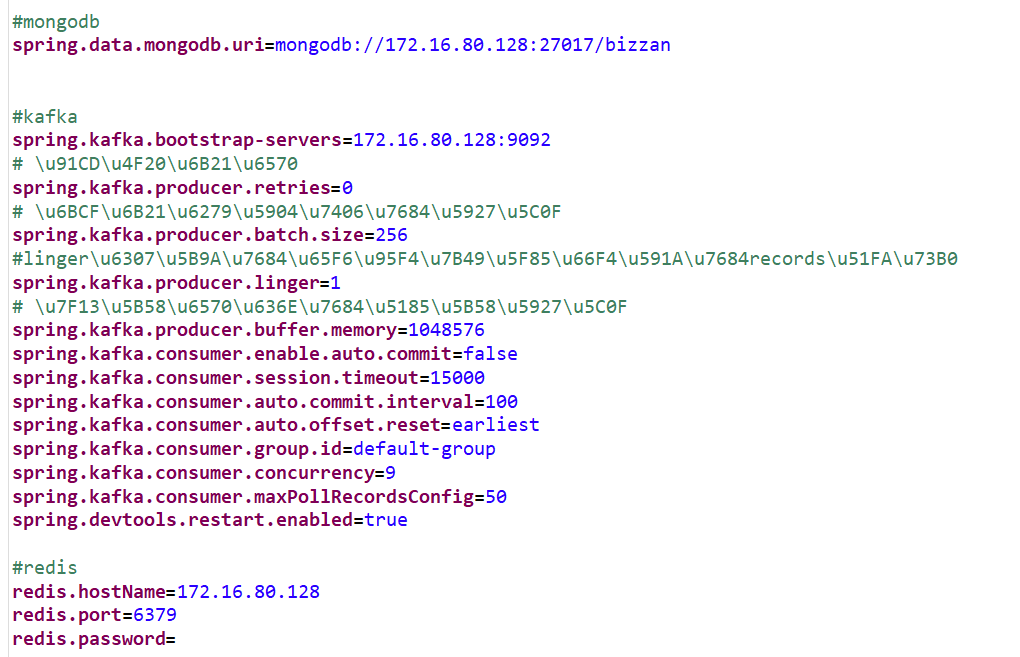 #mongodb
spring.data.mongodb.uri=mongodb://172.16.80.128:27017/bizzan
#kafka
spring.kafka.bootstrap-servers=172.16.80.128:9092
# \u91CD\u4F20\u6B21\u6570
spring.kafka.producer.retries=0
# \u6BCF\u6B21\u6279\u5904\u7406\u7684\u5927\u5C0F
spring.kafka.producer.batch.size=256
#linger\u6307\u5B9A\u7684\u65F6\u95F4\u7B49\u5F85\u66F4\u591A\u7684records\u51FA\u73B0
spring.kafka.producer.linger=1
# \u7F13\u5B58\u6570\u636E\u7684\u5185\u5B58\u5927\u5C0F
spring.kafka.producer.buffer.memory=1048576
spring.kafka.consumer.enable.auto.commit=false
spring.kafka.consumer.session.timeout=15000
spring.kafka.consumer.auto.commit.interval=100
spring.kafka.consumer.auto.offset.reset=earliest
spring.kafka.consumer.group.id=default-group
spring.kafka.consumer.concurrency=9
spring.kafka.consumer.maxPollRecordsConfig=50
spring.devtools.restart.enabled=true
#redis
redis.hostName=172.16.80.128
redis.port=6379
redis.password=